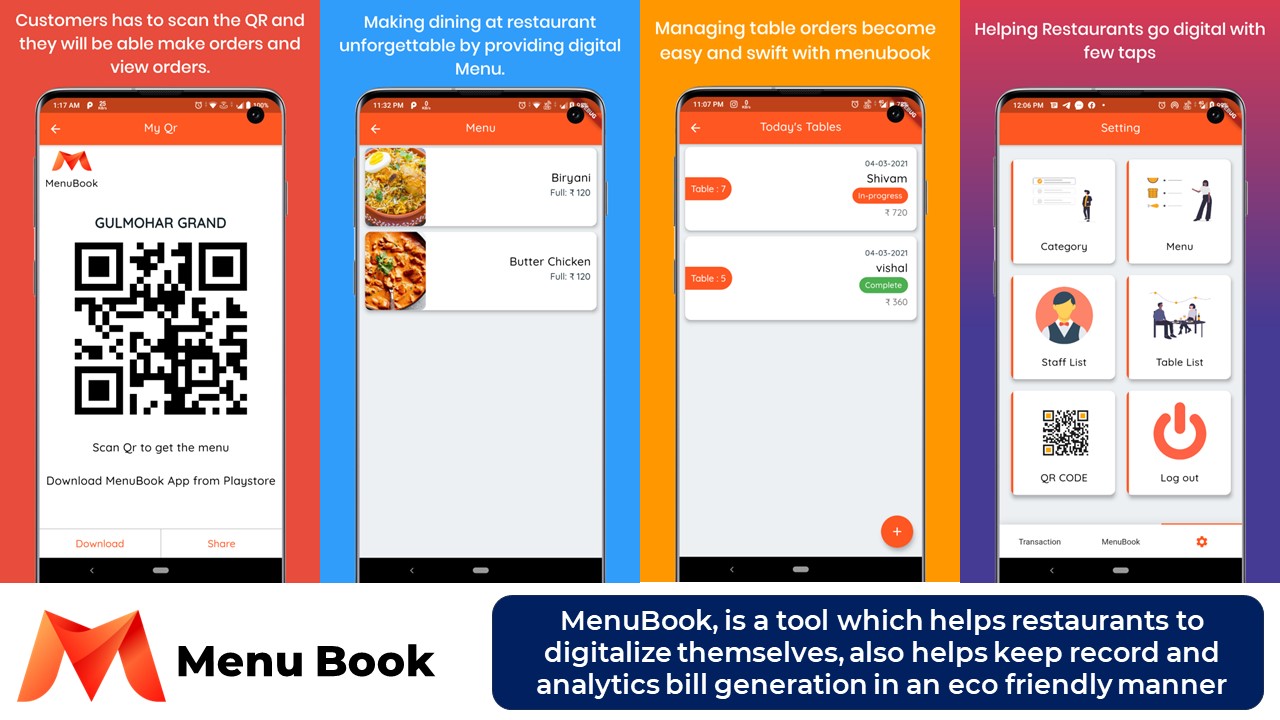 Customers has to scan the QR and
they will be able make orders and
view orders.
1:17 AM
100%
My Qr
MenuBook
GULMOHAR GRAND
Scan Qr to get the menu
Download MenuBook App from Playstore
Download
Share
Making dining at restaurant
unforgettable by providing digital
Menu.
11:32 PM
Menu
Biryani
Full: ₹ 120
Butter Chicken
Full: ₹ 120
Managing table orders become
easy and swift with menubook
11:07 PM
Today's Tables
04-03-2021
Table : 7
Shivam
In-progress
₹ 720
04-03-2021
Table : 5
vishal
Complete
₹ 360
+
Helping Restaurants go digital with
few taps
12:06 PM
Setting
Category
Menu
Staff List
Table List
QR CODE
Log out
Transaction
MenuBook
Menu Book
MenuBook, is a tool which helps restaurants to
digitalize themselves, also helps keep record and
analytics bill generation in an eco friendly manner